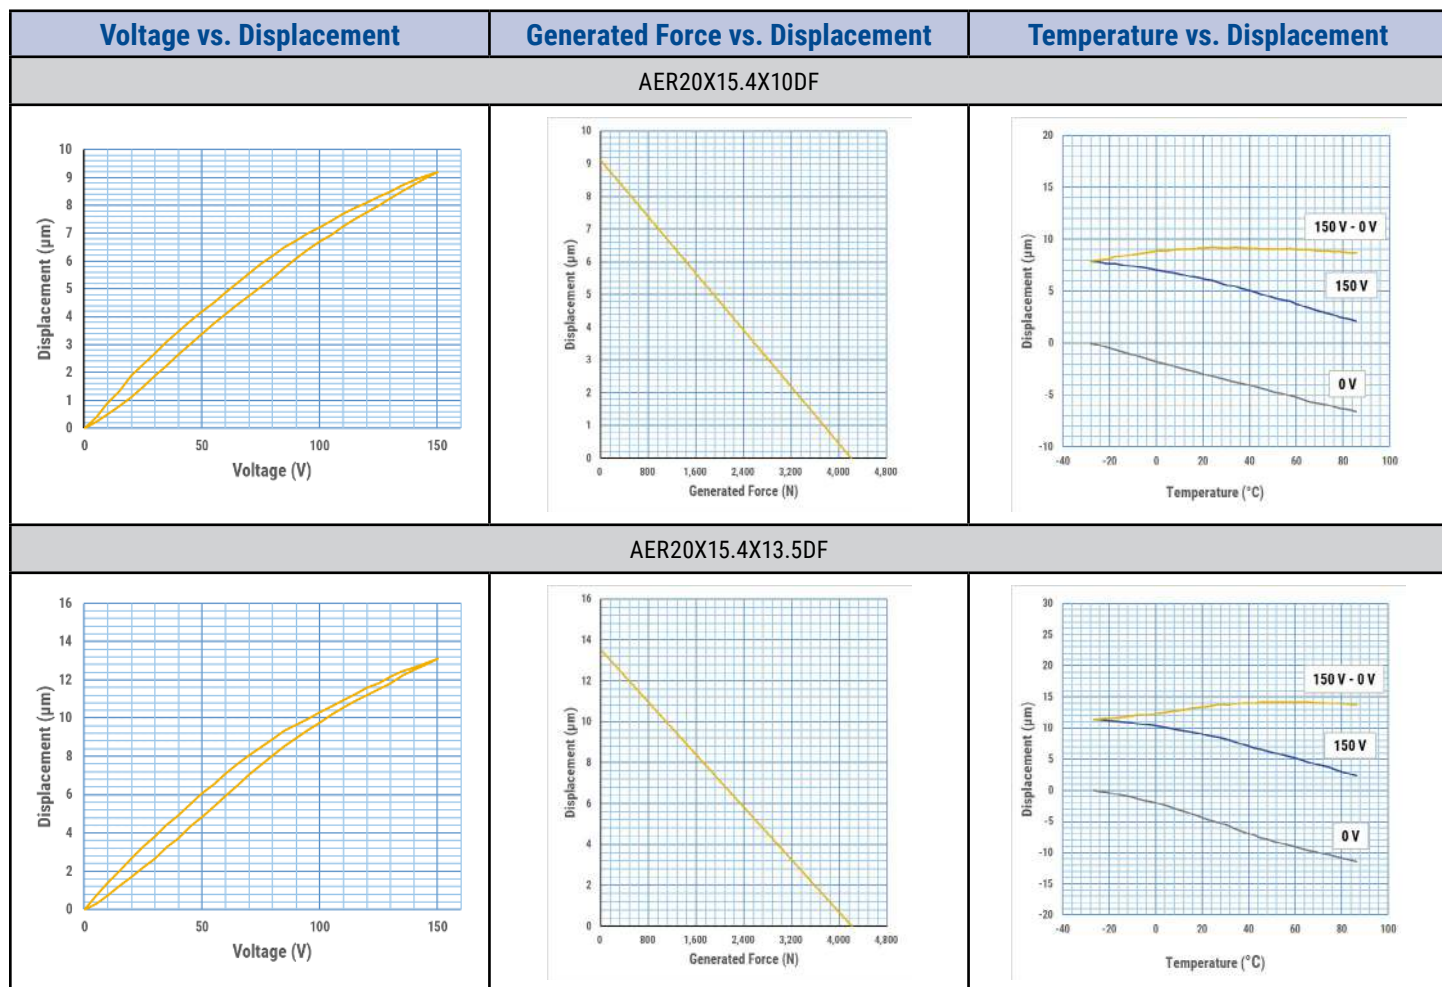 Voltage vs. Displacement
Generated Force vs. Displacement
Temperature vs. Displacement
AER20X15.4X10DF
Displacement (µm)
10
9
8
7
6
5
4
3
2
1
0
0 50 100 150
Voltage (V)
Displacement (µm)
10
9
8
7
6
5
4
3
2
1
0
0 800 1,600 2,400 3,200 4,000 4,800
Generated Force (N)
Displacement (µm)
20
15
10
5
0
-5
-10
150 V - 0 V
150 V
0 V
-40 -20 0 20 40 60 80 100
Temperature (°C)
AER20X15.4X13.5DF
Displacement (µm)
16
14
12
10
8
6
4
2
0
0 50 100 150
Voltage (V)
Displacement (µm)
16
14
12
10
8
6
4
2
0
0 800 1,600 2,400 3,200 4,000 4,800
Generated Force (N)
Displacement (µm)
30
25
20
15
10
5
0
-5
-10
-15
-20
150 V - 0 V
150 V
0 V
-40 -20 0 20 40 60 80 100
Temperature (°C)